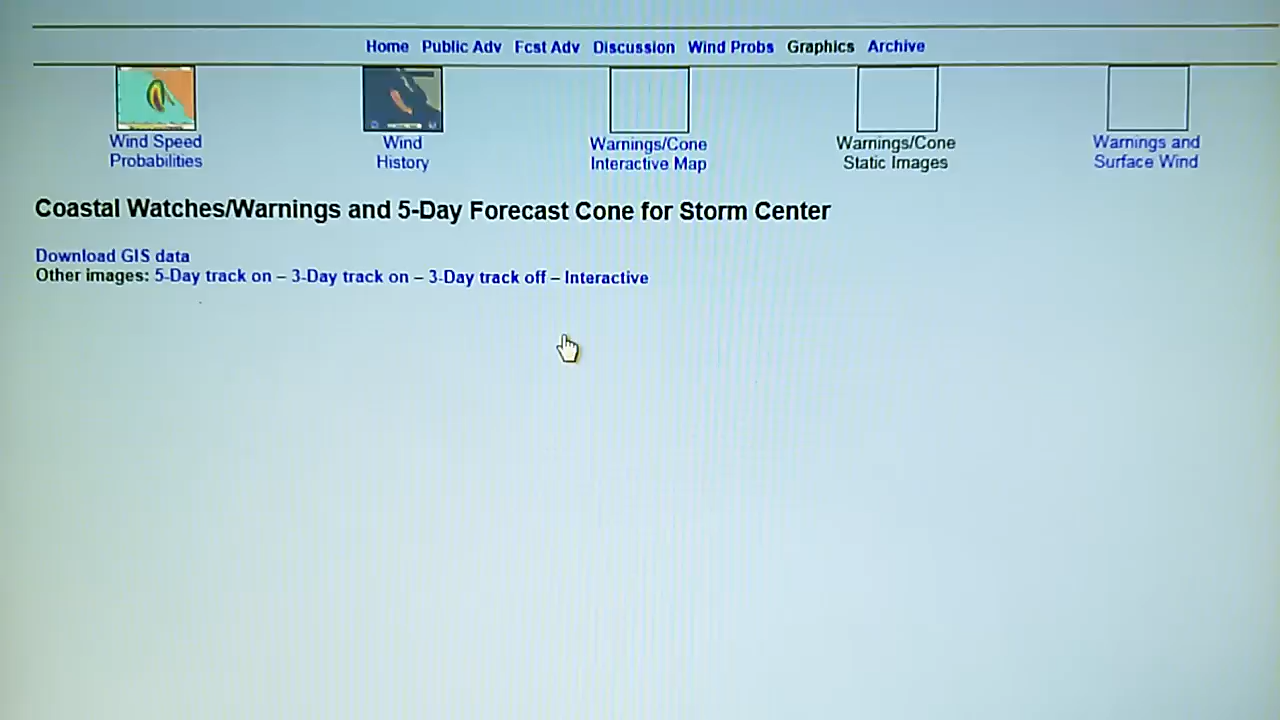 Home Public Adv Fcst Adv Discussion Wind Probs Graphics Archive
Wind Speed
Probabilities
Wind
History
Warnings/Cone
Interactive Map
Warnings/Cone
Static Images
Warnings and
Surface Wind
Coastal Watches/Warnings and 5-Day Forecast Cone for Storm Center
Download GIS data
Other images: 5-Day track on – 3-Day track on – 3-Day track off – Interactive